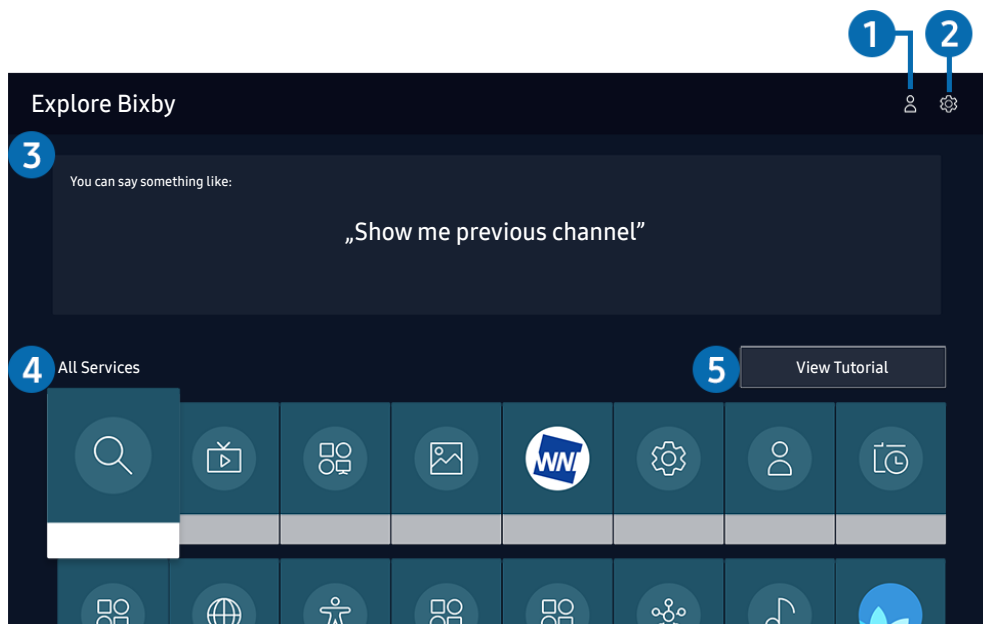 1 2
Explore Bixby
3
You can say something like:
„Show me previous channel”
4 All Services
5 View Tutorial
WNI